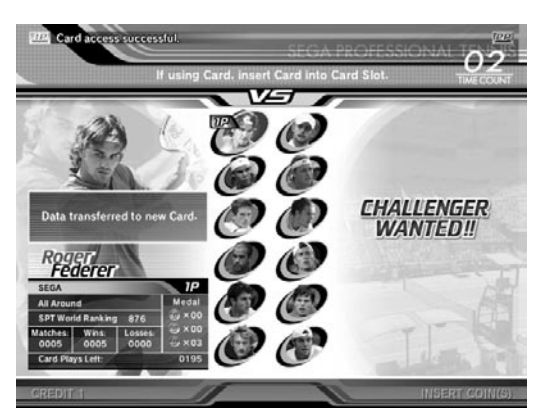 1P Card access successful. 1P
SEGA PROFESSIONAL TENNIS
02
TIME COUNT
If using Card, insert Card into Card Slot.
VS
1P
Data transferred to new Card.
CHALLENGER
WANTED!!
Roger
Federer
SEGA 1P
All Around Medal
SPT World Ranking 876 ×00
×00
Matches: Wins: Losses:
0005 0005 0000 ×03
Card Plays Left: 0195
CREDIT 1 INSERT COIN(S)